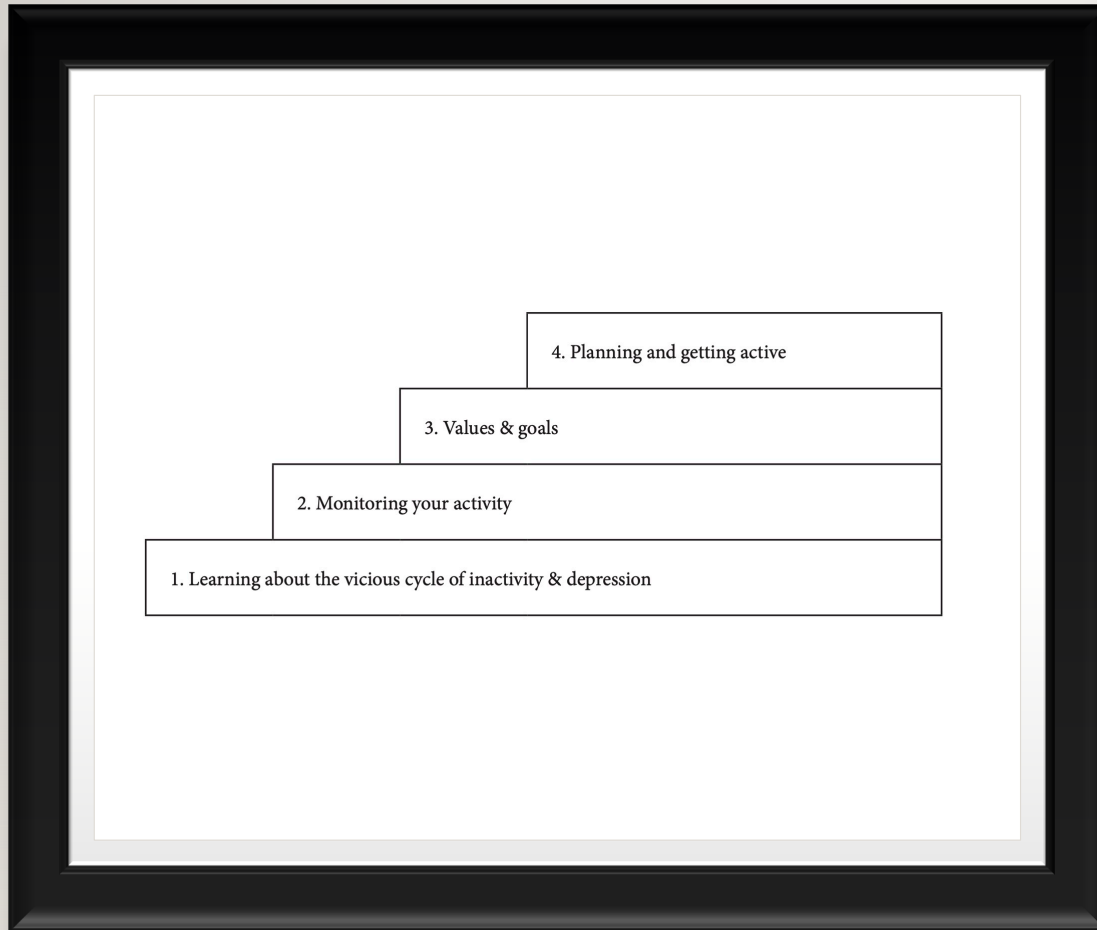 4. Planning and getting active
3. Values & goals
2. Monitoring your activity
1. Learning about the vicious cycle of inactivity & depression